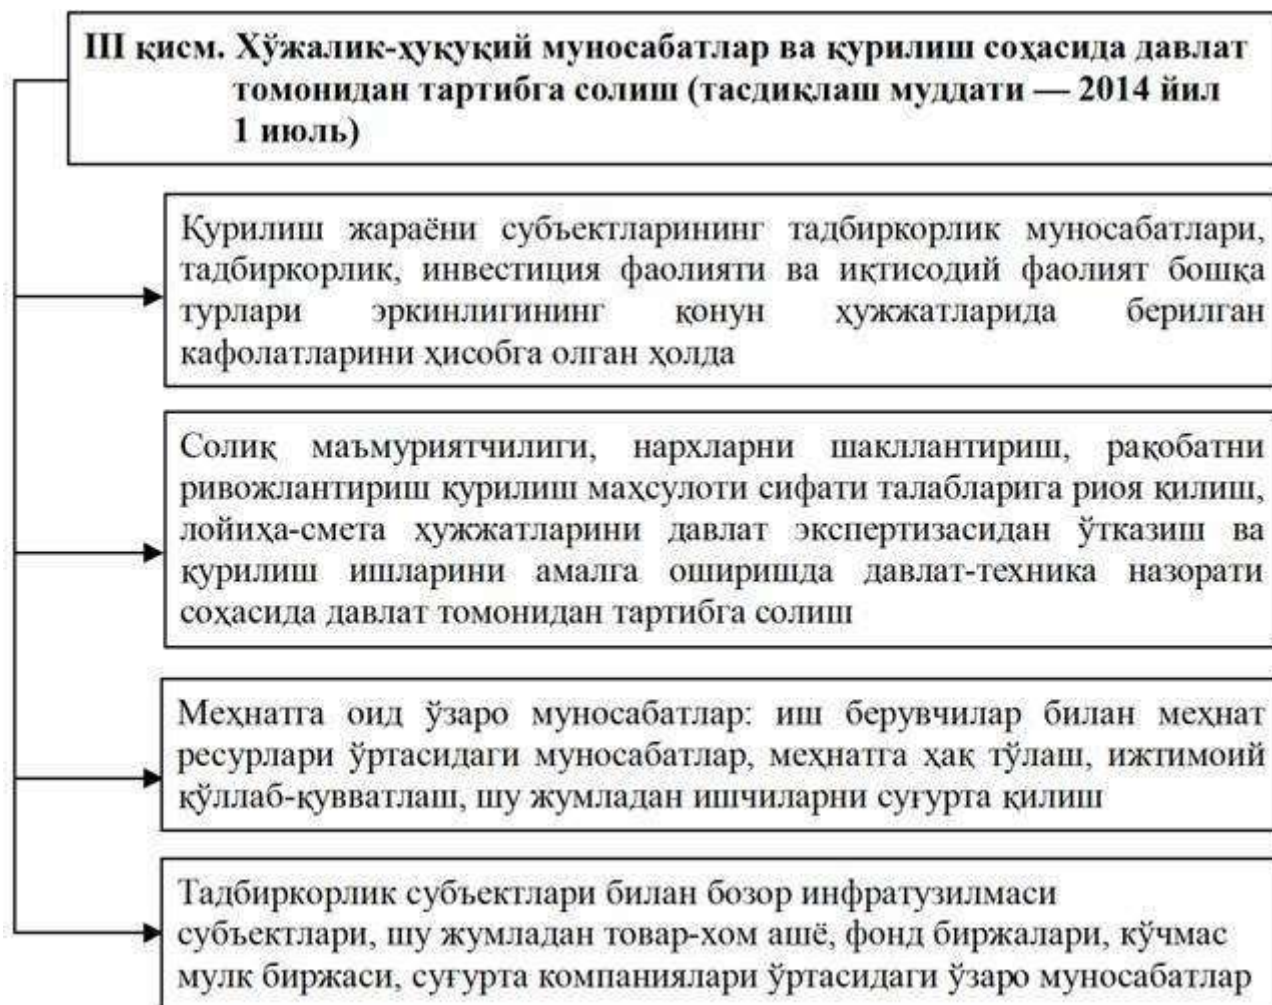 III қисм. Хўжалик-ҳуқуқий муносабатлар ва қурилиш соҳасида давлат
томонидан тартибга солиш (тасдиқлаш муддати — 2014 йил
1 июль)
Қурилиш жараёни субъектларининг тадбиркорлик муносабатлари,
тадбиркорлик, инвестиция фаолияти ва иқтисодий фаолият бошқа
турлари эркинлигининг қонун ҳужжатларида берилган
кафолатларини ҳисобга олган ҳолда
Солиқ маъмуриятчилиги, нархларни шакллантириш, рақобатни
ривожлантириш қурилиш маҳсулоти сифати талабларига риоя қилиш,
лойиҳа-смета ҳужжатларини давлат экспертизасидан ўтказиш ва
қурилиш ишларини амалга оширишда давлат-техника назорати
соҳасида давлат томонидан тартибга солиш
Меҳнатга оид ўзаро муносабатлар: иш берувчилар билан меҳнат
ресурлари ўртасидаги муносабатлар, меҳнатга ҳақ тўлаш, ижтимоий
қўллаб-қувватлаш, шу жумладан ишчиларни суғурта қилиш
Тадбиркорлик субъектлари билан бозор инфратузилмаси
субъектлари, шу жумладан товар-хом ашё, фонд биржалари, кўчмас
мулк биржаси, суғурта компаниялари ўртасидаги ўзаро муносабатлар